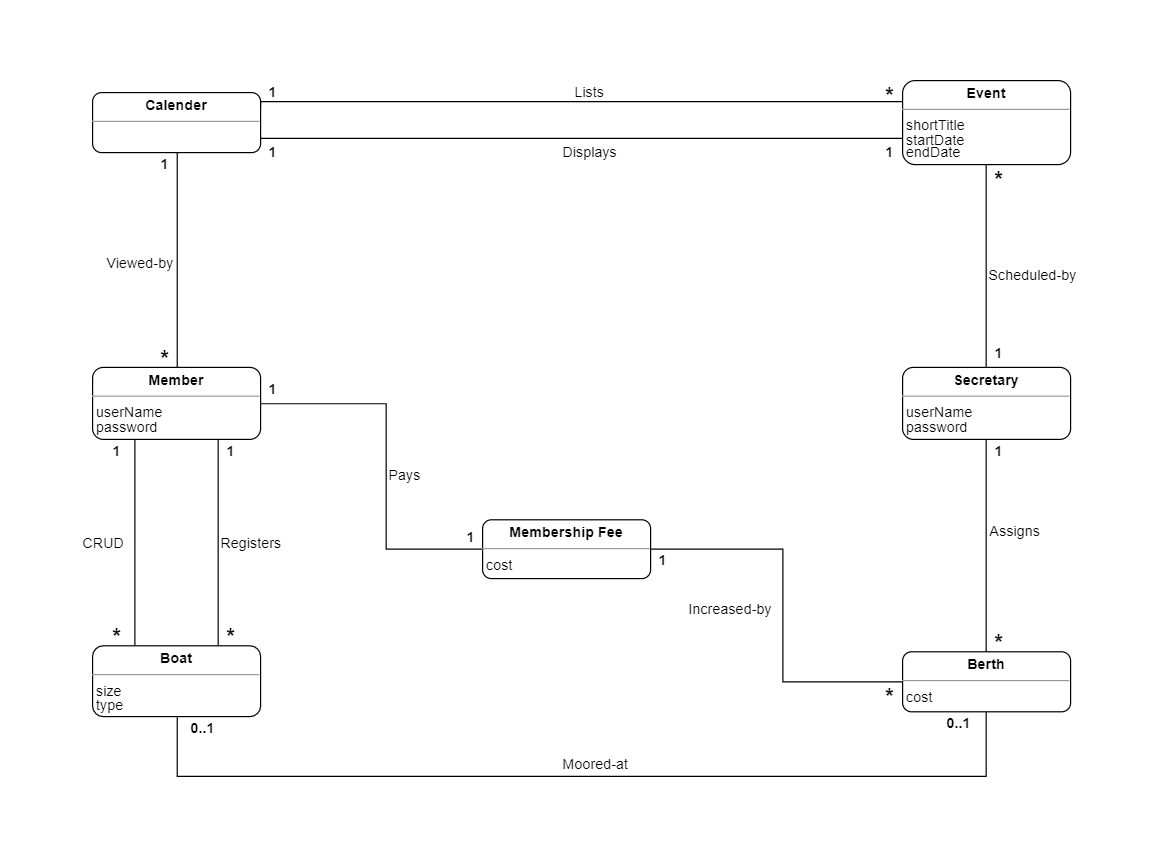 1
Lists
*
Calender
Event
shortTitle
startDate
endDate
1
Displays
1
1
*
Viewed-by
Scheduled-by
*
1
Member
userName
password
1
Secretary
userName
password
1
1
1
Pays
CRUD
Registers
1
Membership Fee
cost
1
Assigns
Increased-by
*
*
*
Boat
size
type
Berth
cost
*
0..1
0..1
Moored-at